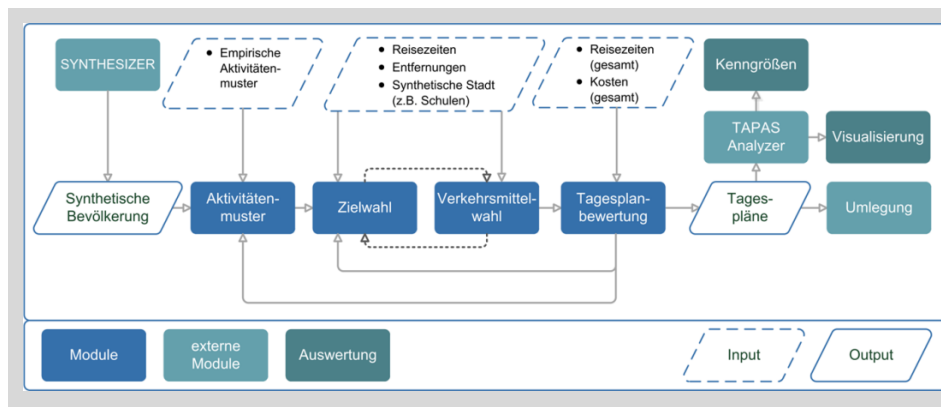 SYNTHESIZER
• Empirische
Aktivitäten-
muster
• Reisezeiten
• Entfernungen
• Synthetische Stadt
(z.B. Schulen)
• Reisezeiten
(gesamt)
• Kosten
(gesamt)
Kenngrößen
TAPAS
Analyzer
Visualisierung
Synthetische
Bevölkerung
Aktivitäten-
muster
Zielwahl
Verkehrsmittel-
wahl
Tagesplan-
bewertung
Tages-
pläne
Umlegung
Module
externe
Module
Auswertung
Input
Output